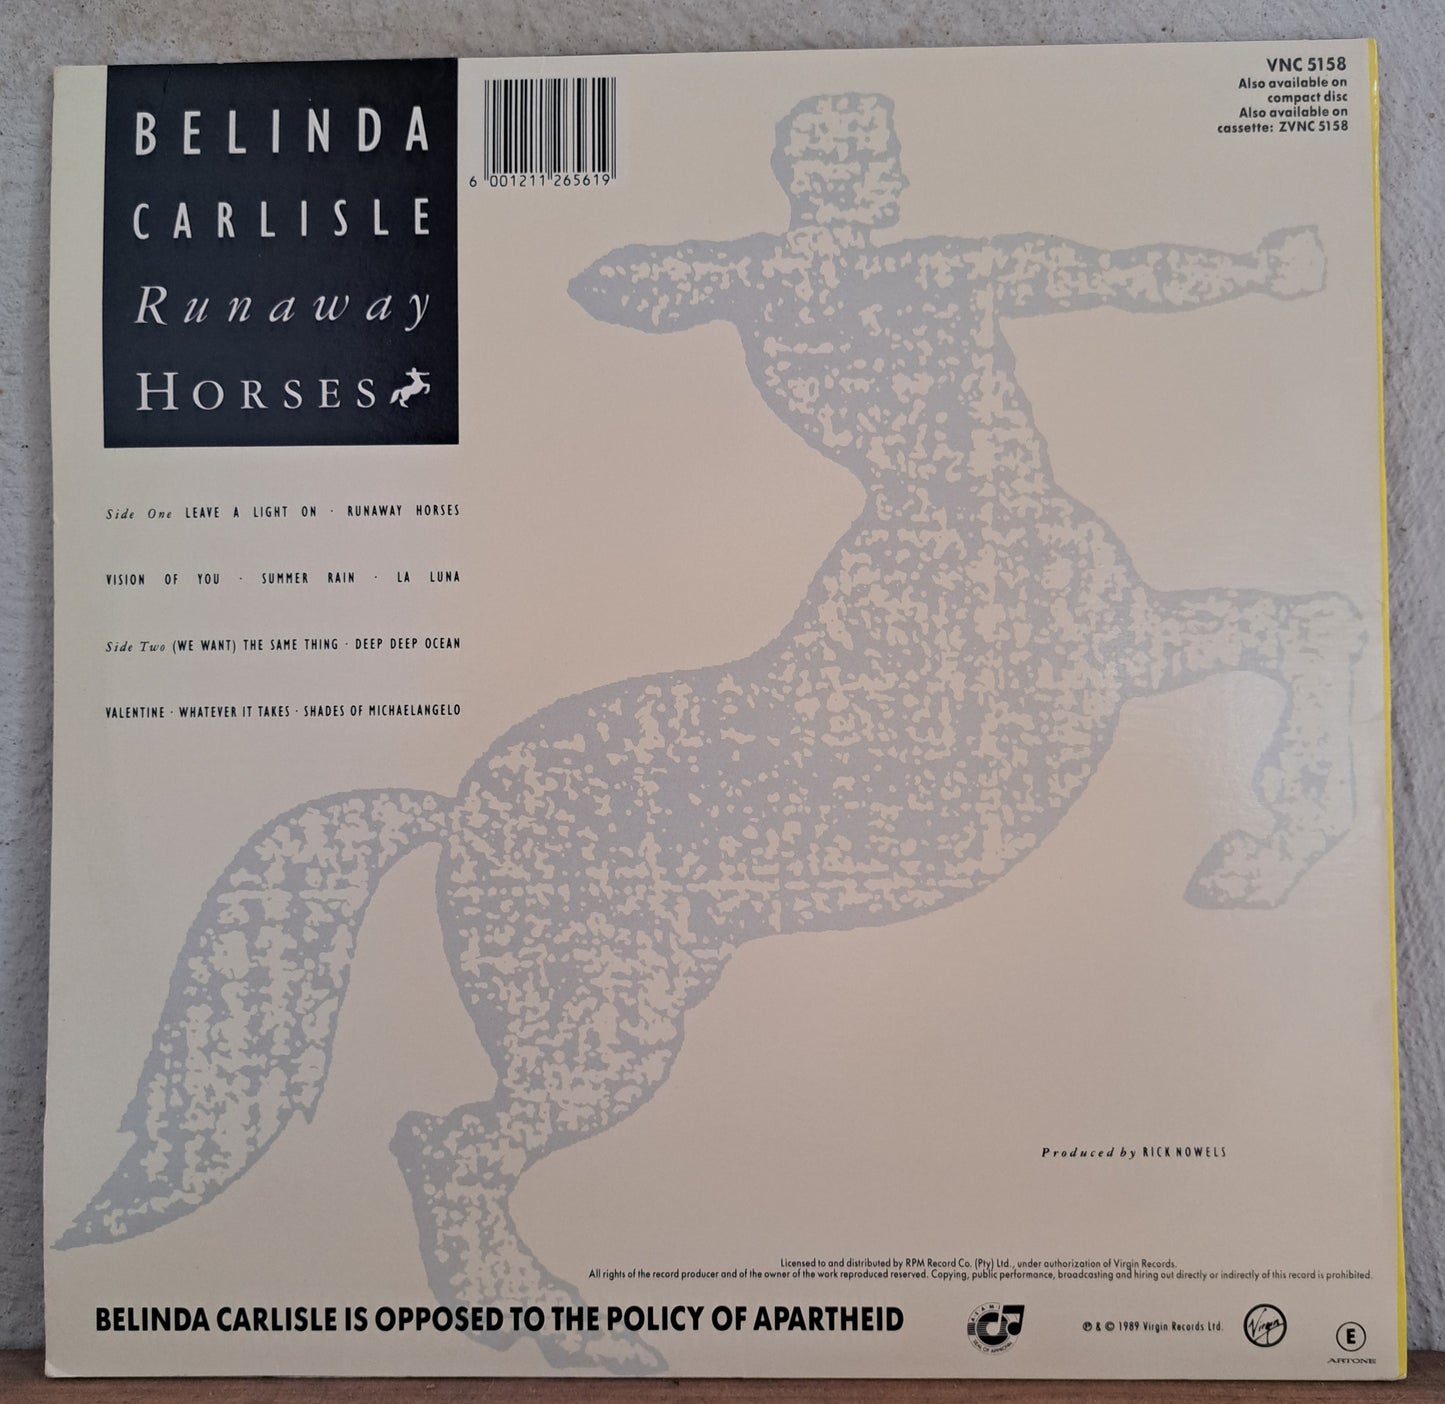 BELINDA
CARLISLE
Runaway
HORSES
6 001211 265619
VNC 5158
Also available on
compact disc
Also available on
cassette: ZVNC 5158
Side One LEAVE A LIGHT ON · RUNAWAY HORSES
VISION OF YOU · SUMMER RAIN · LA LUNA
Side Two (WE WANT) THE SAME THING · DEEP DEEP OCEAN
VALENTINE · WHATEVER IT TAKES · SHADES OF MICHAELANGELO
Produced by RICK NOWELS
Licensed to and distributed by RPM Record Co. (Pty) Ltd., under authorization of Virgin Records.
All rights of the record producer and of the owner of the work reproduced reserved. Copying, public performance, broadcasting and hiring out directly or indirectly of this record is prohibited.
BELINDA CARLISLE IS OPPOSED TO THE POLICY OF APARTHEID
ASAMI
SEAL OF APPROVAL
℗ & © 1989 Virgin Records Ltd.
Virgin
E
ARTONE